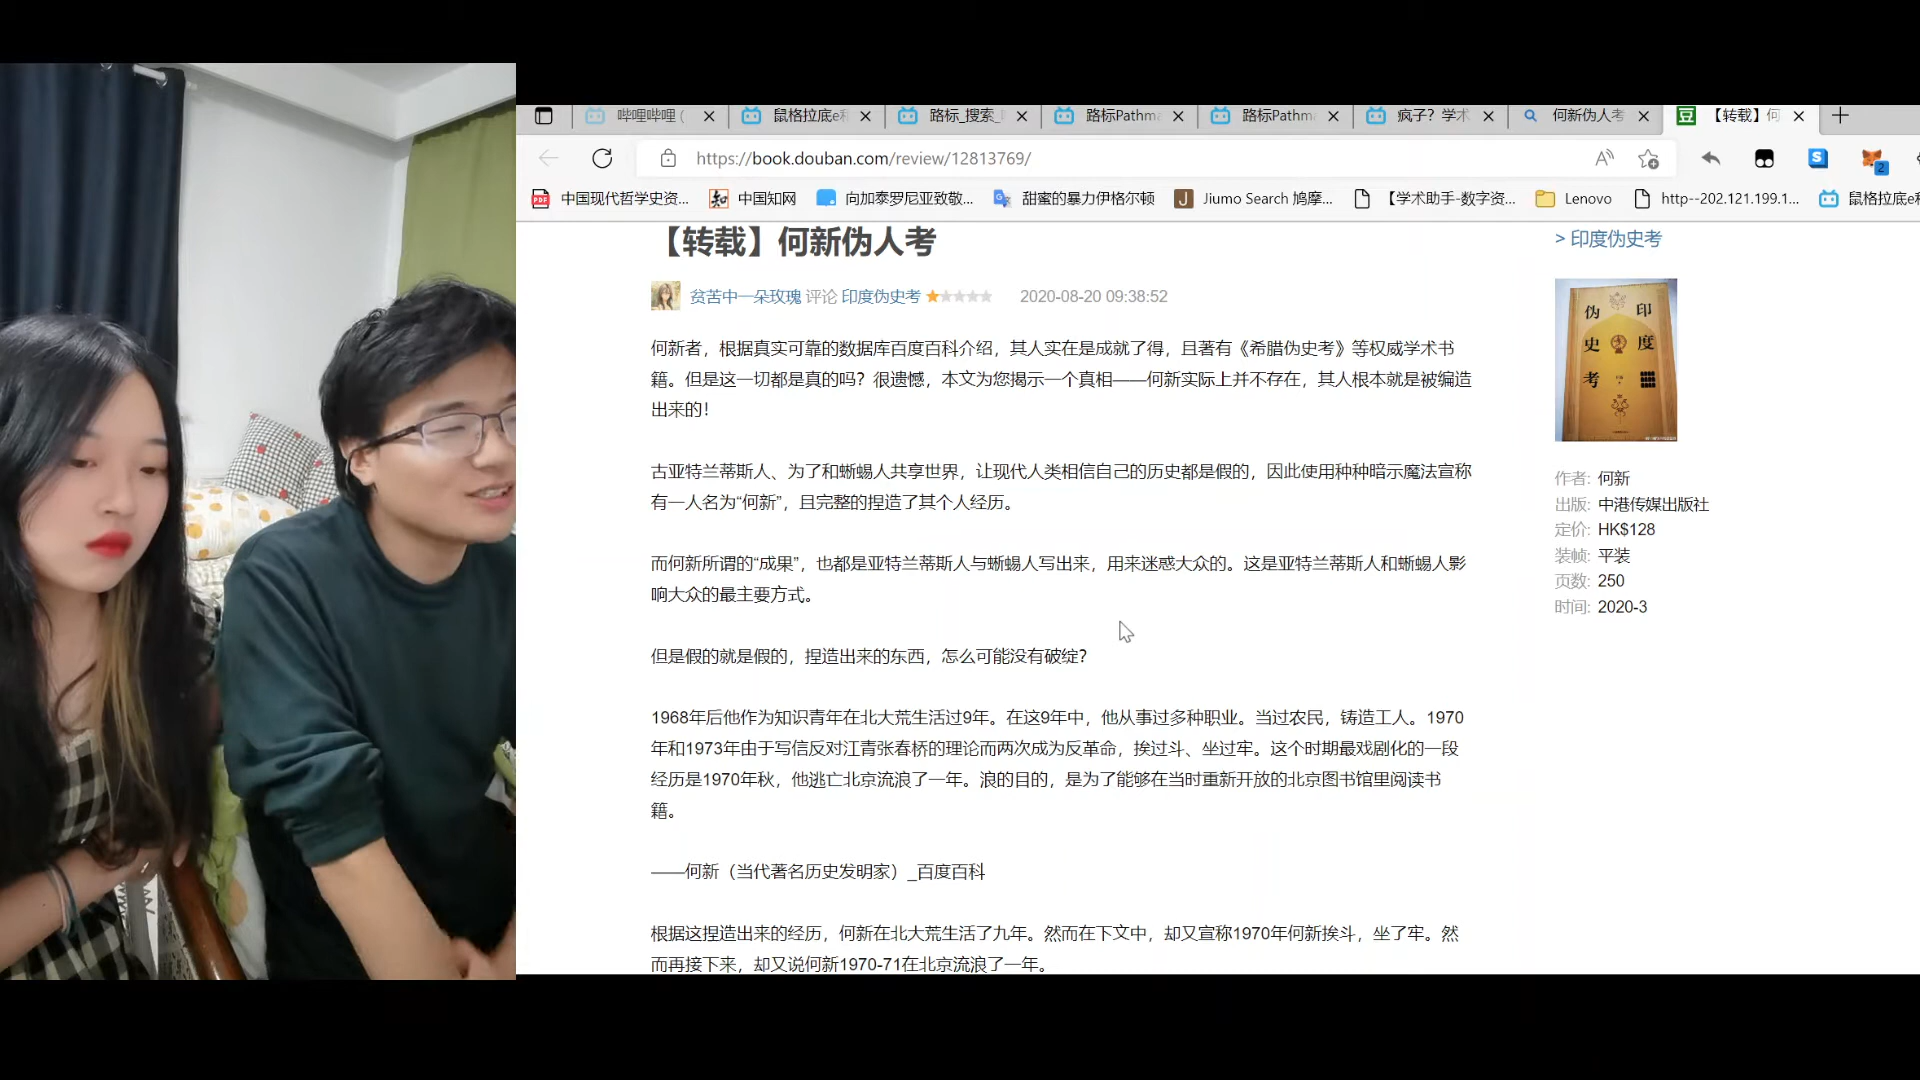 哔哩哔哩 (
鼠格拉底e和
路标_搜索_
路标Pathma
路标Pathm
疯子？学术
何新伪人考
【转载】何
https://book.douban.com/review/12813769/
中国现代哲学史资...
中国知网
向加泰罗尼亚致敬...
甜蜜的暴力伊格尔顿
Jiumo Search 鸠摩...
【学术助手-数字资...
Lenovo
http--202.121.199.1...
鼠格拉底e和
【转载】何新伪人考
贫苦中一朵玫瑰 评论 印度伪史考 2020-08-20 09:38:52
何新者，根据真实可靠的数据库百度百科介绍，其人实在是成就了得，且著有《希腊伪史考》等权威学术书
籍。但是这一切都是真的吗？很遗憾，本文为您揭示一个真相——何新实际上并不存在，其人根本就是被编造
出来的！
古亚特兰蒂斯人、为了和蜥蜴人共享世界，让现代人类相信自己的历史都是假的，因此使用种种暗示魔法宣称
有一人名为“何新”，且完整的捏造了其个人经历。
而何新所谓的“成果”，也都是亚特兰蒂斯人与蜥蜴人写出来，用来迷惑大众的。这是亚特兰蒂斯人和蜥蜴人影
响大众的最主要方式。
但是假的就是假的，捏造出来的东西，怎么可能没有破绽？
1968年后他作为知识青年在北大荒生活过9年。在这9年中，他从事过多种职业。当过农民，铸造工人。1970
年和1973年由于写信反对江青张春桥的理论而两次成为反革命，挨过斗、坐过牢。这个时期最戏剧化的一段
经历是1970年秋，他逃亡北京流浪了一年。浪的目的，是为了能够在当时重新开放的北京图书馆里阅读书
籍。
——何新（当代著名历史发明家）_百度百科
根据这捏造出来的经历，何新在北大荒生活了九年。然而在下文中，却又宣称1970年何新挨斗，坐了牢。然
而再接下来，却又说何新1970-71在北京流浪了一年。
> 印度伪史考
印度
伪史考
作者: 何新
出版: 中港传媒出版社
定价: HK$128
装帧: 平装
页数: 250
时间: 2020-3